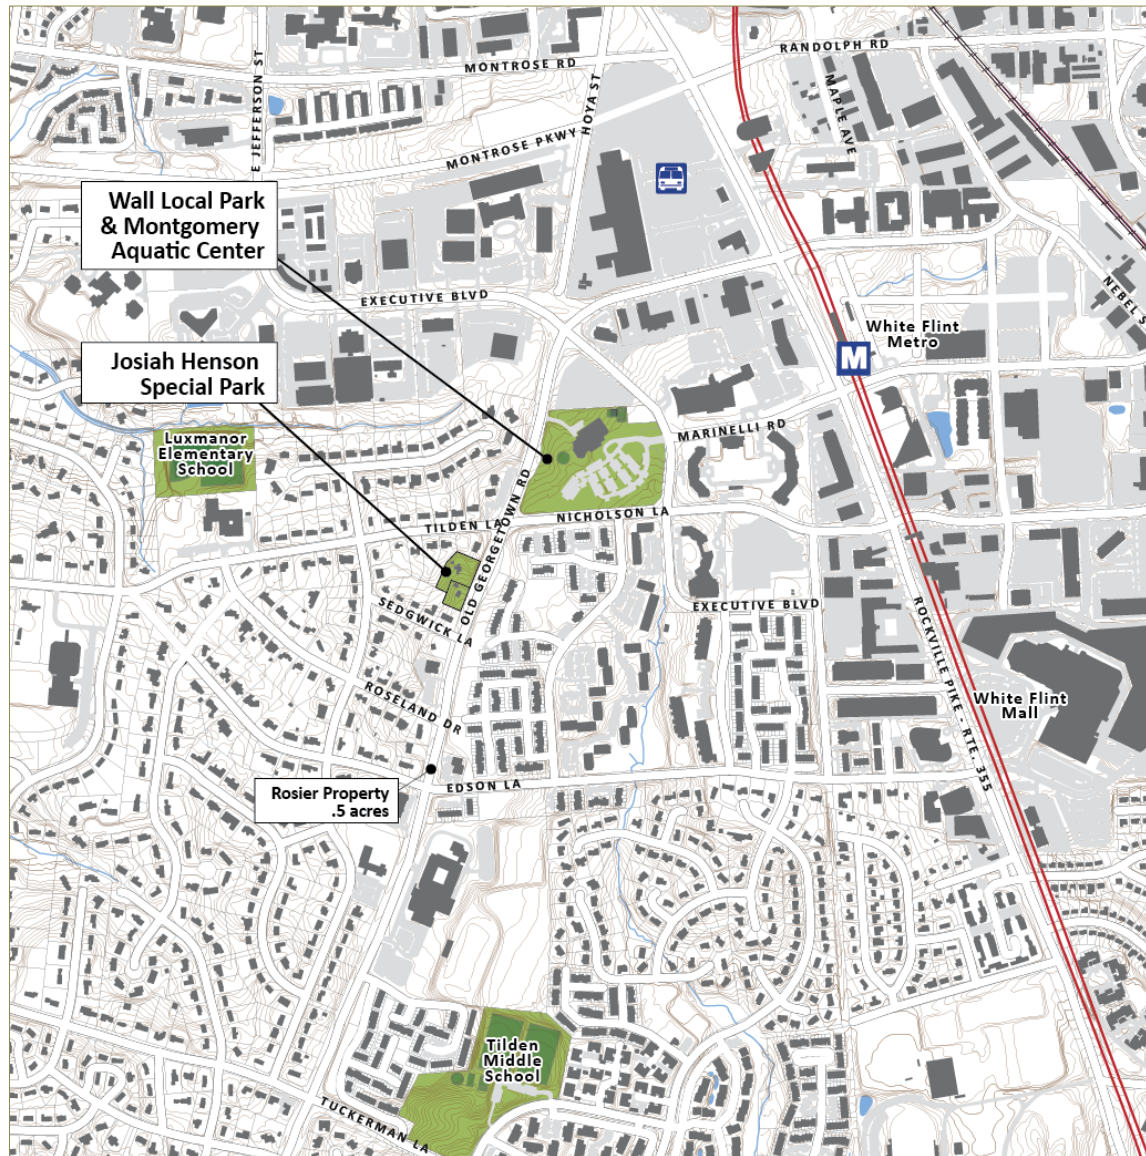 MONTROSE RD
RANDOLPH RD
E JEFFERSON ST
HOYA ST
MAPLE AVE
MONTROSE PKWY
Wall Local Park
& Montgomery
Aquatic Center
EXECUTIVE BLVD
NEBEL S
White Flint
Metro
M
Josiah Henson
Special Park
Luxmanor
Elementary
School
MARINELLI RD
OLD GEORGETOWN RD
TILDEN LA
NICHOLSON LA
SEDGWICK LA
EXECUTIVE BLVD
ROCKVILLE PIKE - RTE. 355
ROSELAND DR
White Flint
Mall
Rosier Property
.5 acres
EDSON LA
Tilden
Middle
School
TUCKERMAN LA